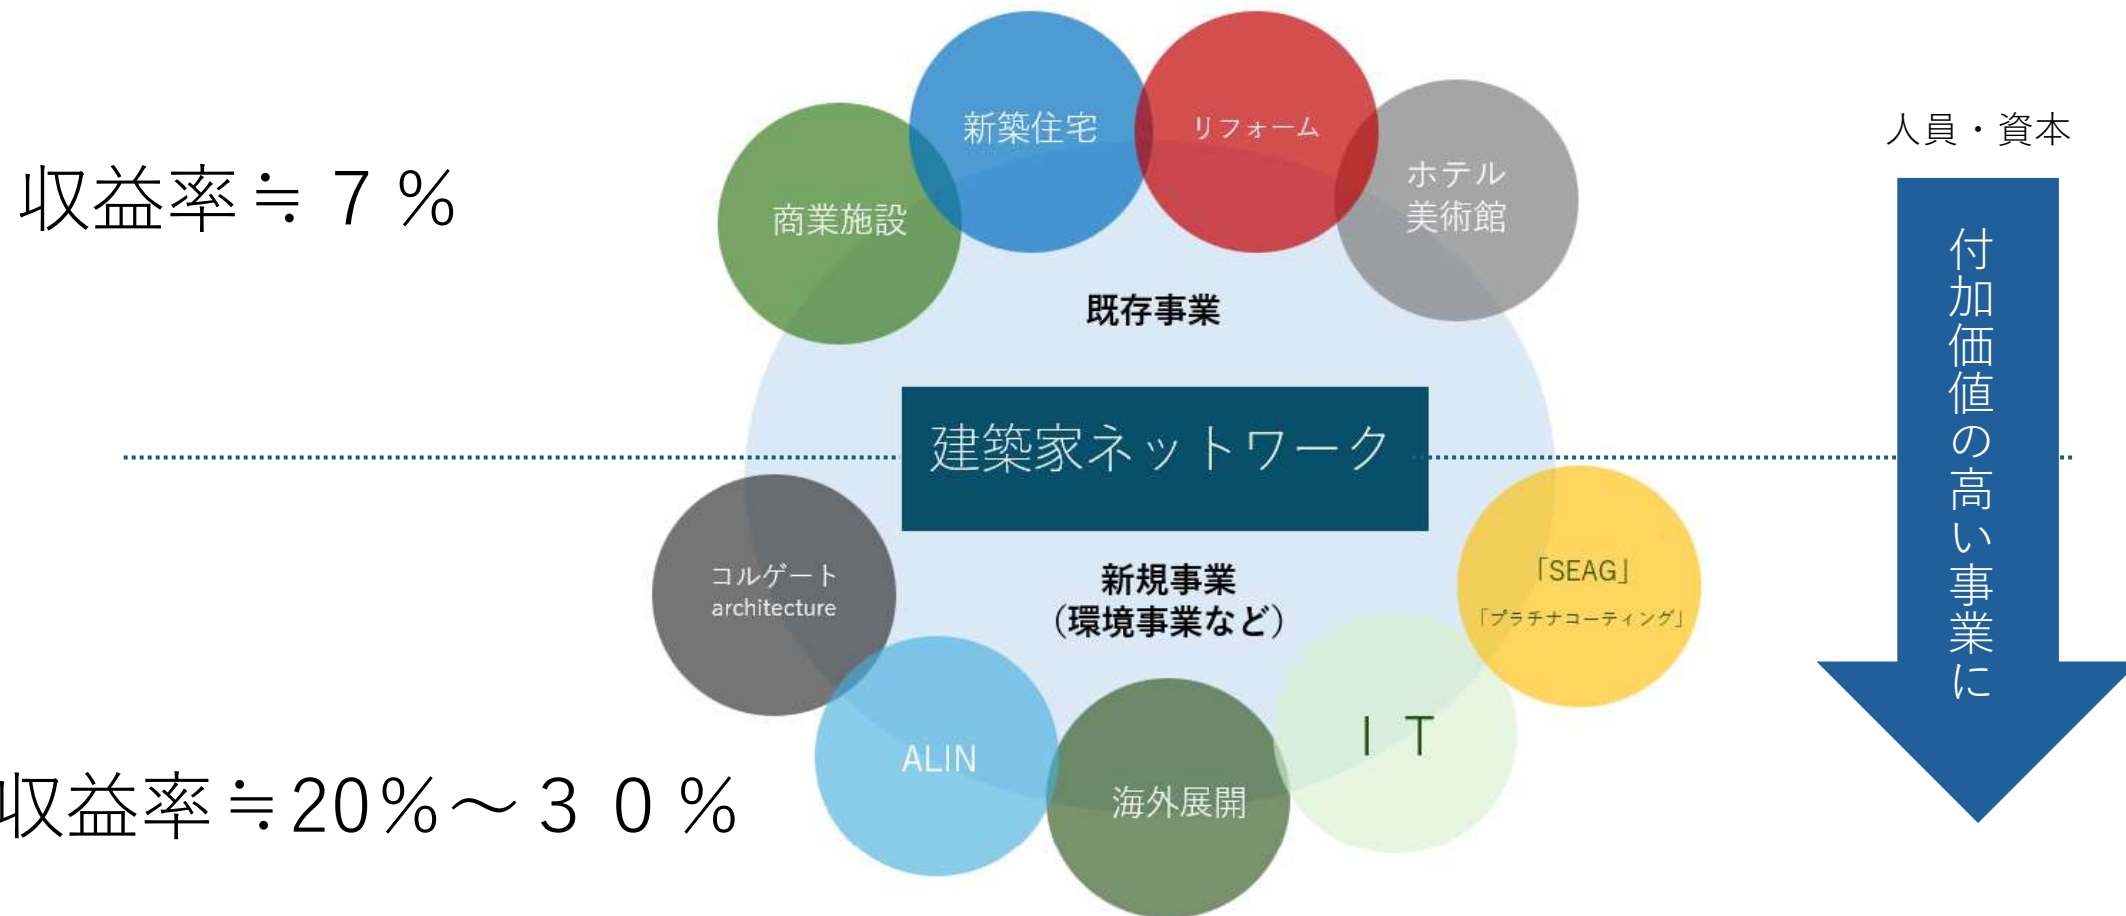 収益率≒７％
商業施設
新築住宅
リフォーム
ホテル
美術館
既存事業
建築家ネットワーク
新規事業
（環境事業など）
コルゲート
architecture
ALIN
海外展開
ＩＴ
「SEAG」
「プラチナコーティング」
収益率≒20％～３０％
人員・資本
付加価値の高い事業に